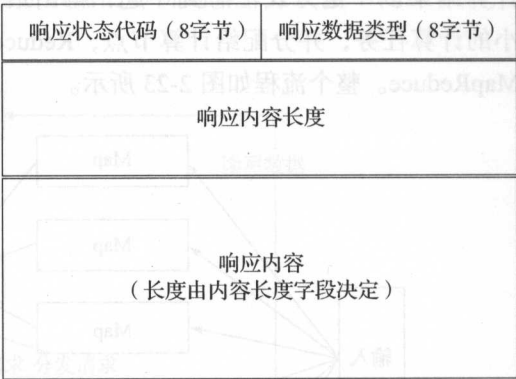 响应状态代码（8字节）
响应数据类型（8字节）
响应内容长度
响应内容
（长度由内容长度字段决定）